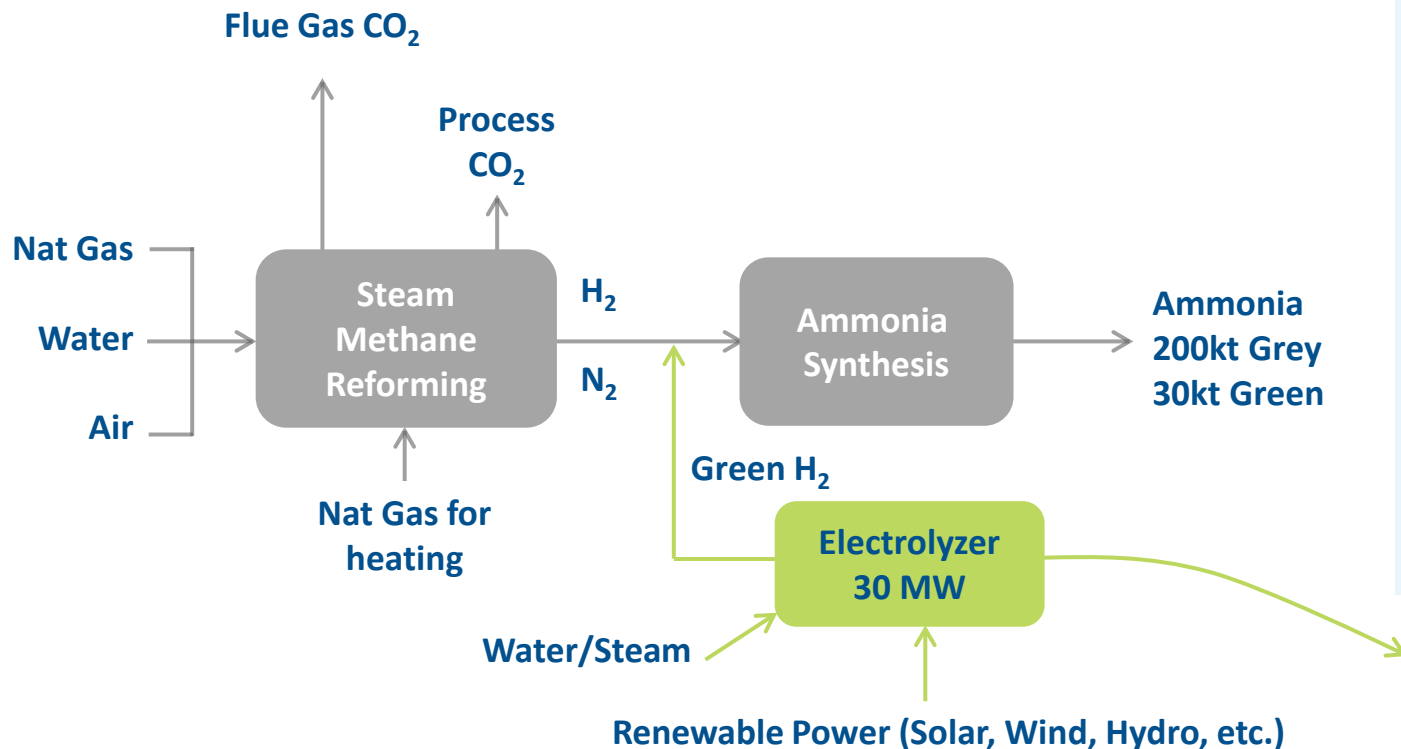 Flue Gas CO₂
Process
CO₂
Nat Gas
Water
Air
Steam
Methane
Reforming
H₂
N₂
Ammonia
Synthesis
Ammonia
200kt Grey
30kt Green
Nat Gas for
heating
Green H₂
Electrolyzer
30 MW
Water/Steam
Renewable Power (Solar, Wind, Hydro, etc.)